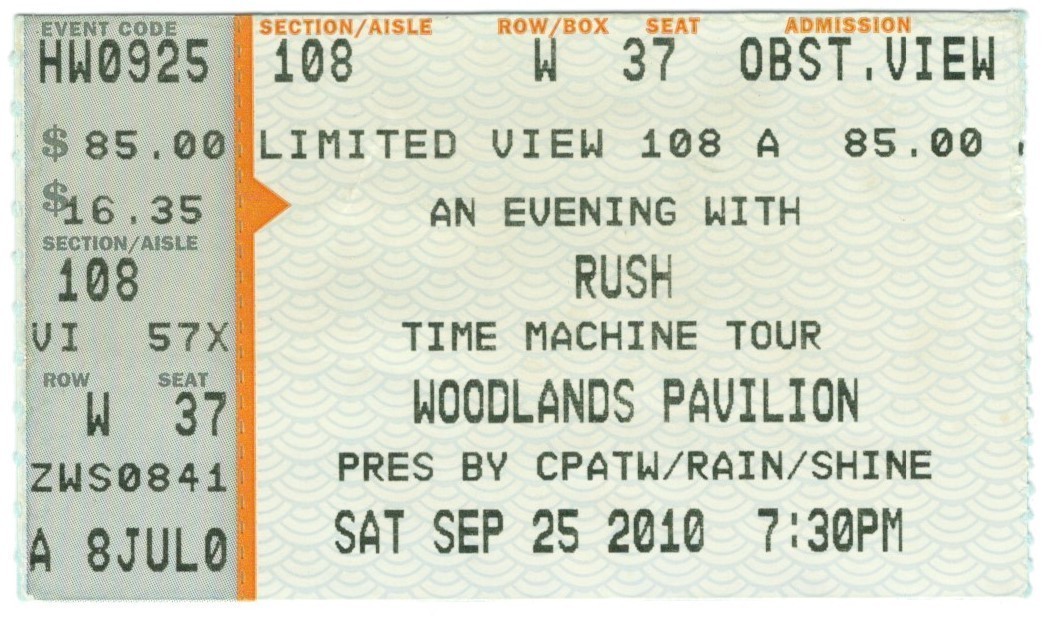 EVENT CODE
HW0925
$ 85.00
$16.35
SECTION/AISLE
108
VI 57X
ROW SEAT
W 37
ZWS0841
A 8JUL0
SECTION/AISLE ROW/BOX SEAT ADMISSION
108 W 37 OBST.VIEW
LIMITED VIEW 108 A 85.00
AN EVENING WITH
RUSH
TIME MACHINE TOUR
WOODLANDS PAVILION
PRES BY CPATW/RAIN/SHINE
SAT SEP 25 2010 7:30PM